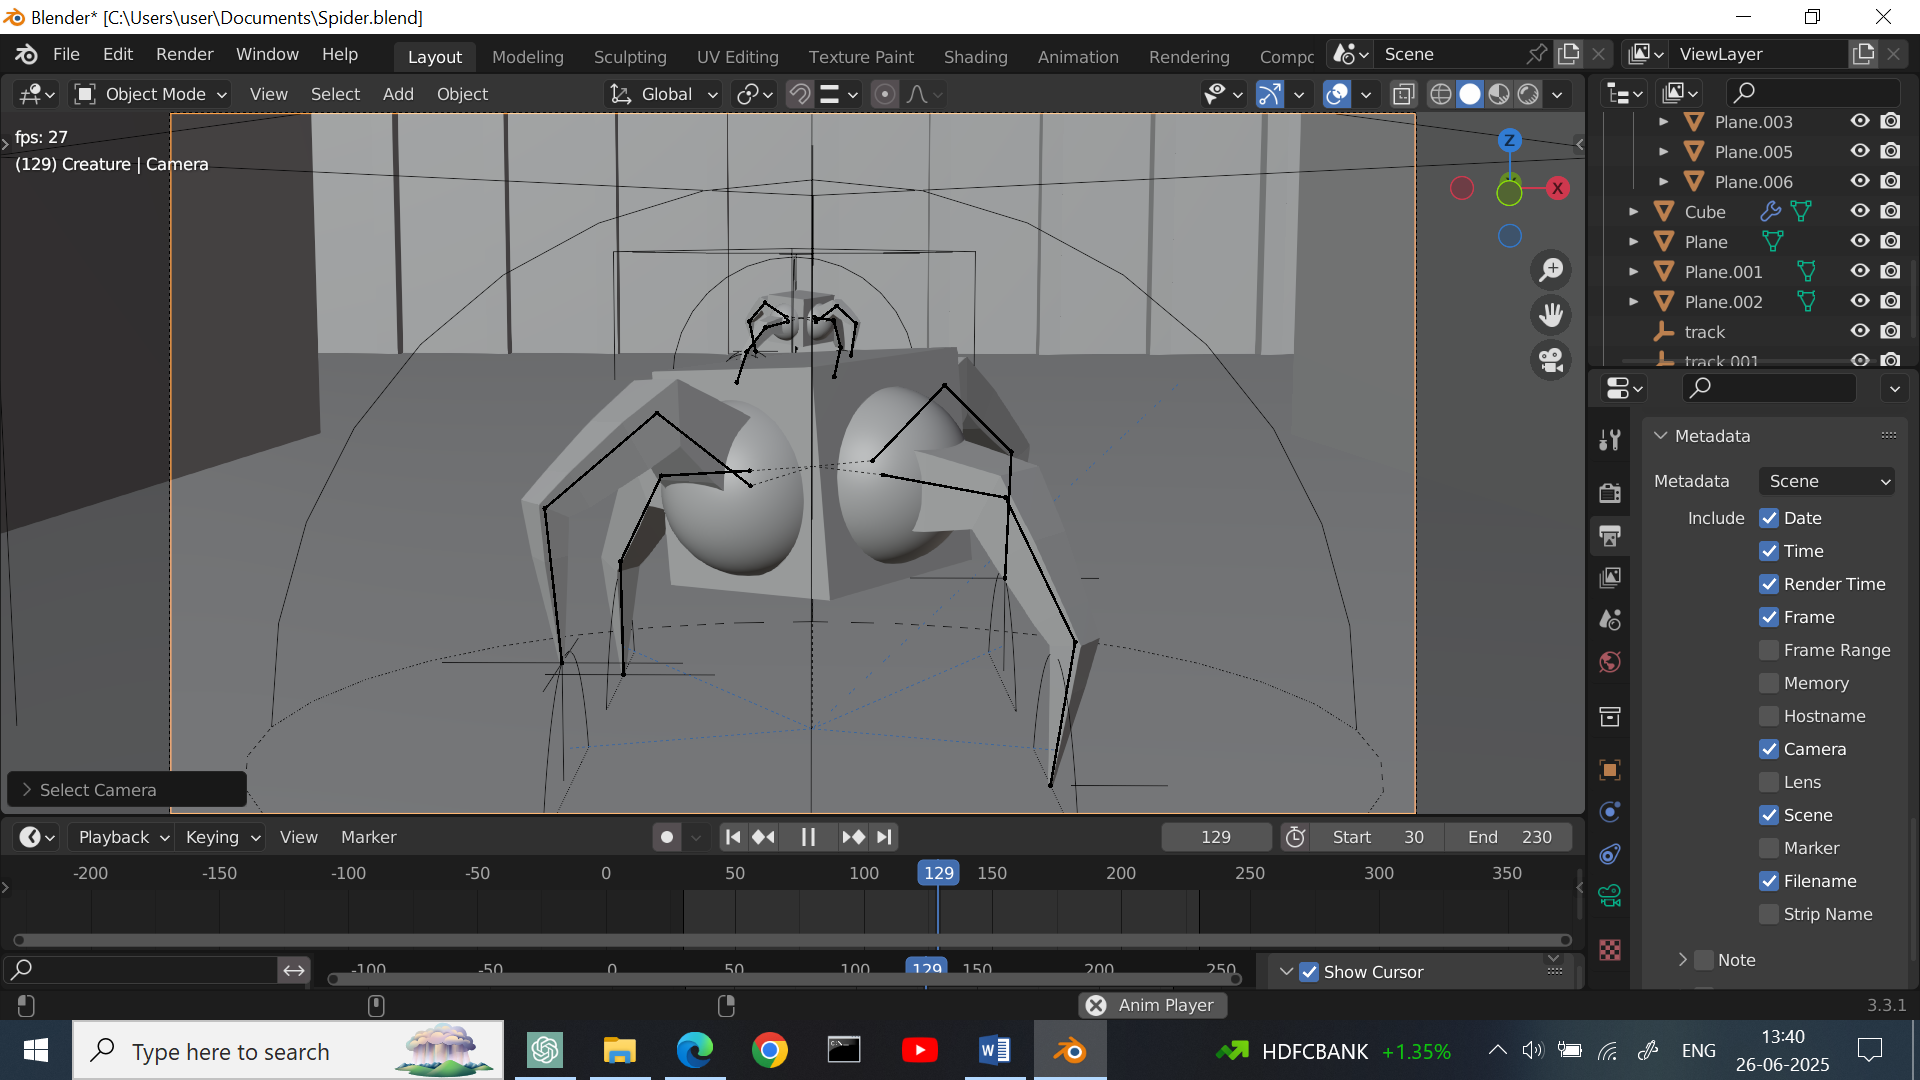 Blender* [C:\Users\user\Documents\Spider.blend]
File Edit Render Window Help Layout Modeling Sculpting UV Editing Texture Paint Shading Animation Rendering Compc Scene ViewLayer
Object Mode View Select Add Object Global
fps: 27
(129) Creature | Camera
Z
X
Plane.003
Plane.005
Plane.006
Cube
Plane
Plane.001
Plane.002
track
track.001
Metadata
Metadata Scene
Include Date
Time
Render Time
Frame
Frame Range
Memory
Hostname
Camera
Lens
Scene
Marker
Filename
Strip Name
Note
Select Camera
Playback Keying View Marker 129 Start 30 End 230
-200 -150 -100 -50 0 50 100 129 150 200 250 300 350
-100 -50 0 50 100 129 150 200 250
Show Cursor
Anim Player
3.3.1
Type here to search
HDFCBANK +1.35%
ENG
13:40
26-06-2025